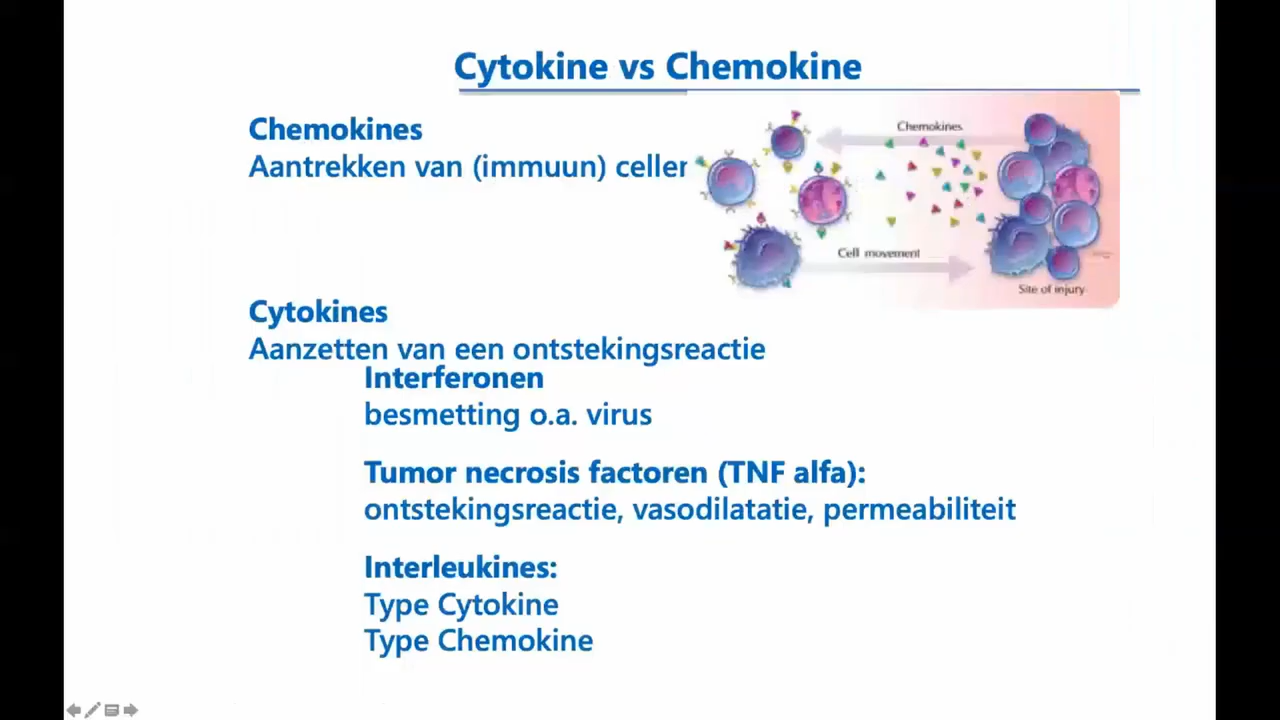 Cytokine vs Chemokine
Chemokines
Aantrekken van (immuun) celler
Chemokines
Cell movement
Site of injury
Cytokines
Aanzetten van een ontstekingsreactie
Interferonen
besmetting o.a. virus
Tumor necrosis factoren (TNF alfa):
ontstekingsreactie, vasodilatatie, permeabiliteit
Interleukines:
Type Cytokine
Type Chemokine